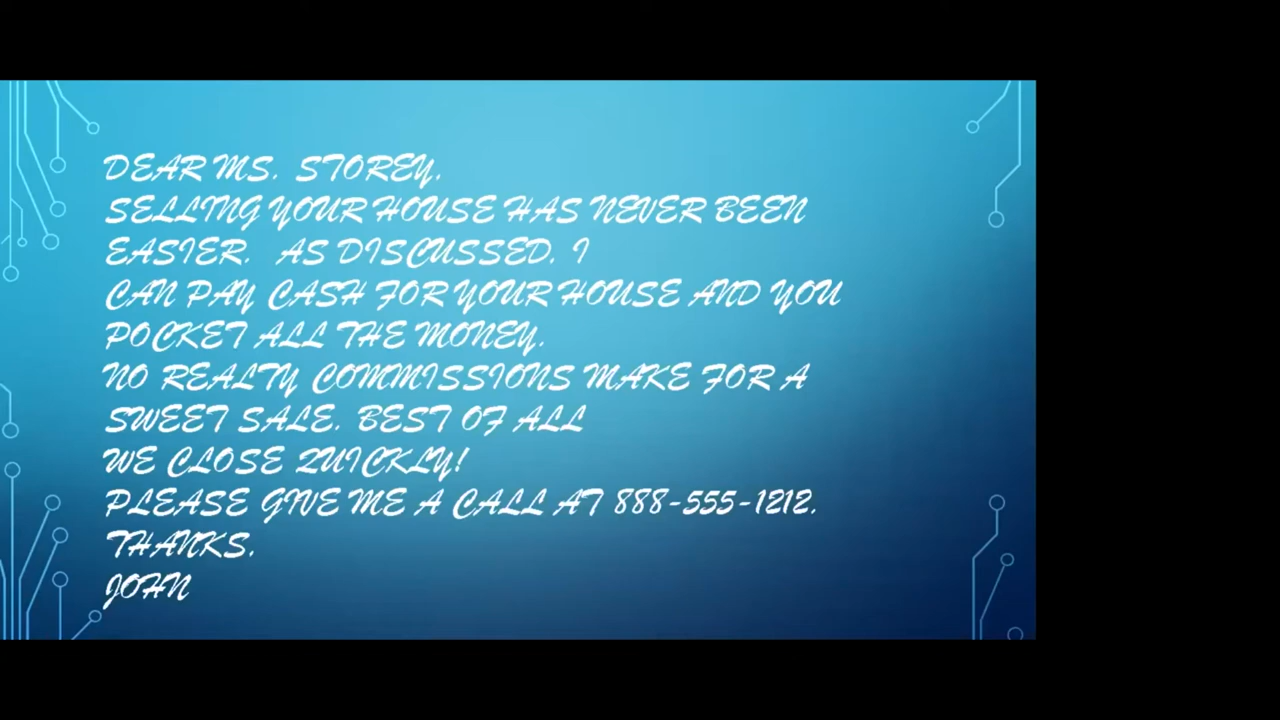 DEAR MS. STOREY,
SELLING YOUR HOUSE HAS NEVER BEEN
EASIER. AS DISCUSSED, I
CAN PAY CASH FOR YOUR HOUSE AND YOU
POCKET ALL THE MONEY.
NO REALTY COMMISSIONS MAKE FOR A
SWEET SALE. BEST OF ALL
WE CLOSE QUICKLY!
PLEASE GIVE ME A CALL AT 888-555-1212.
THANKS,
JOHN